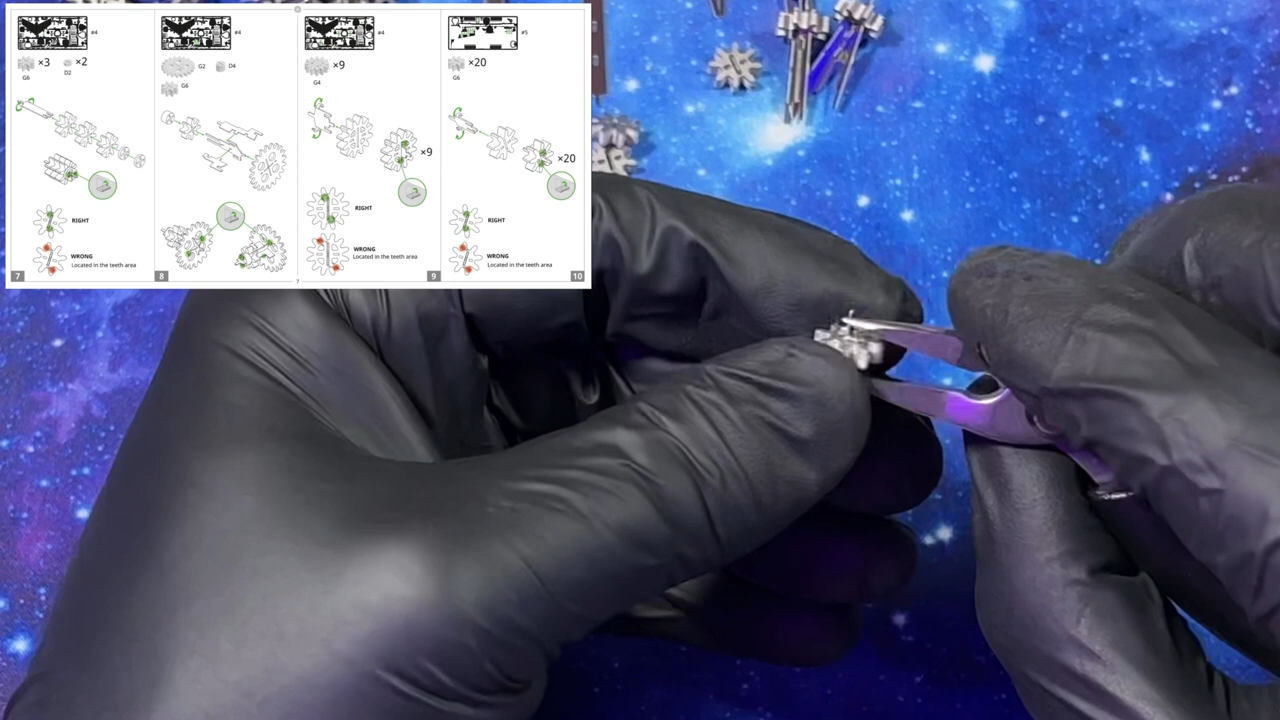 #4
×3
×2
G6
D2
RIGHT
WRONG
Located in the teeth area
7
#4
G2
D4
G6
8
7
#4
×9
G4
×9
RIGHT
WRONG
Located in the teeth area
9
#5
×20
G6
×20
RIGHT
WRONG
Located in the teeth area
10